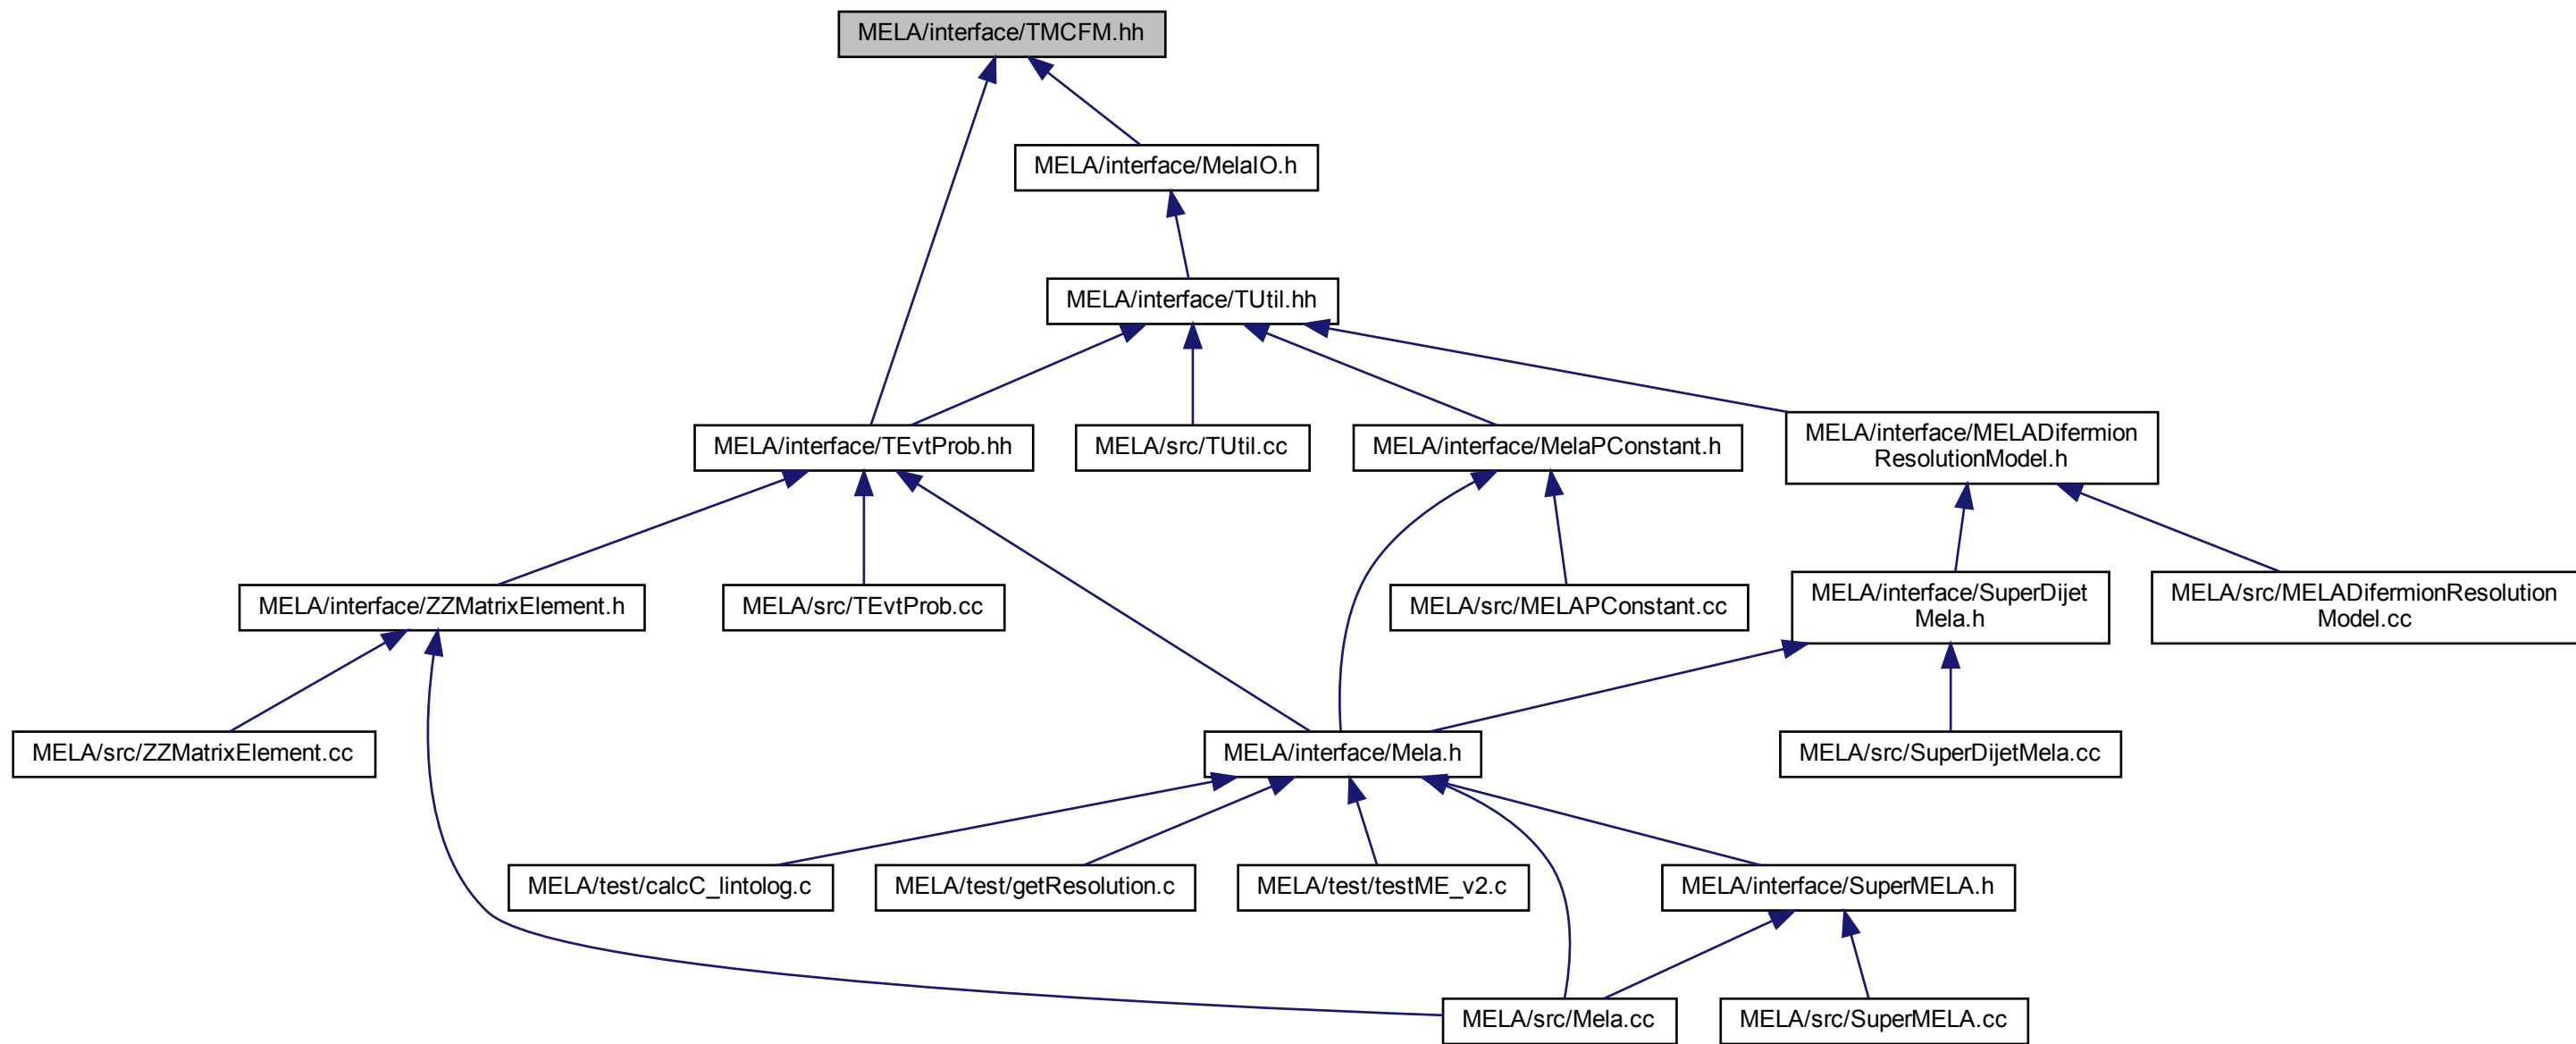 MELA/interface/TMCFM.hh
MELA/interface/MelaIO.h
MELA/interface/TUtil.hh
MELA/interface/TEvtProb.hh
MELA/src/TUtil.cc
MELA/interface/MelaPConstant.h
MELA/interface/MELADifermion
ResolutionModel.h
MELA/interface/ZZMatrixElement.h
MELA/src/TEvtProb.cc
MELA/src/MELAPConstant.cc
MELA/interface/SuperDijet
Mela.h
MELA/src/MELADifermionResolution
Model.cc
MELA/src/ZZMatrixElement.cc
MELA/interface/Mela.h
MELA/src/SuperDijetMela.cc
MELA/test/calcC_lintolog.c
MELA/test/getResolution.c
MELA/test/testME_v2.c
MELA/interface/SuperMELA.h
MELA/src/Mela.cc
MELA/src/SuperMELA.cc